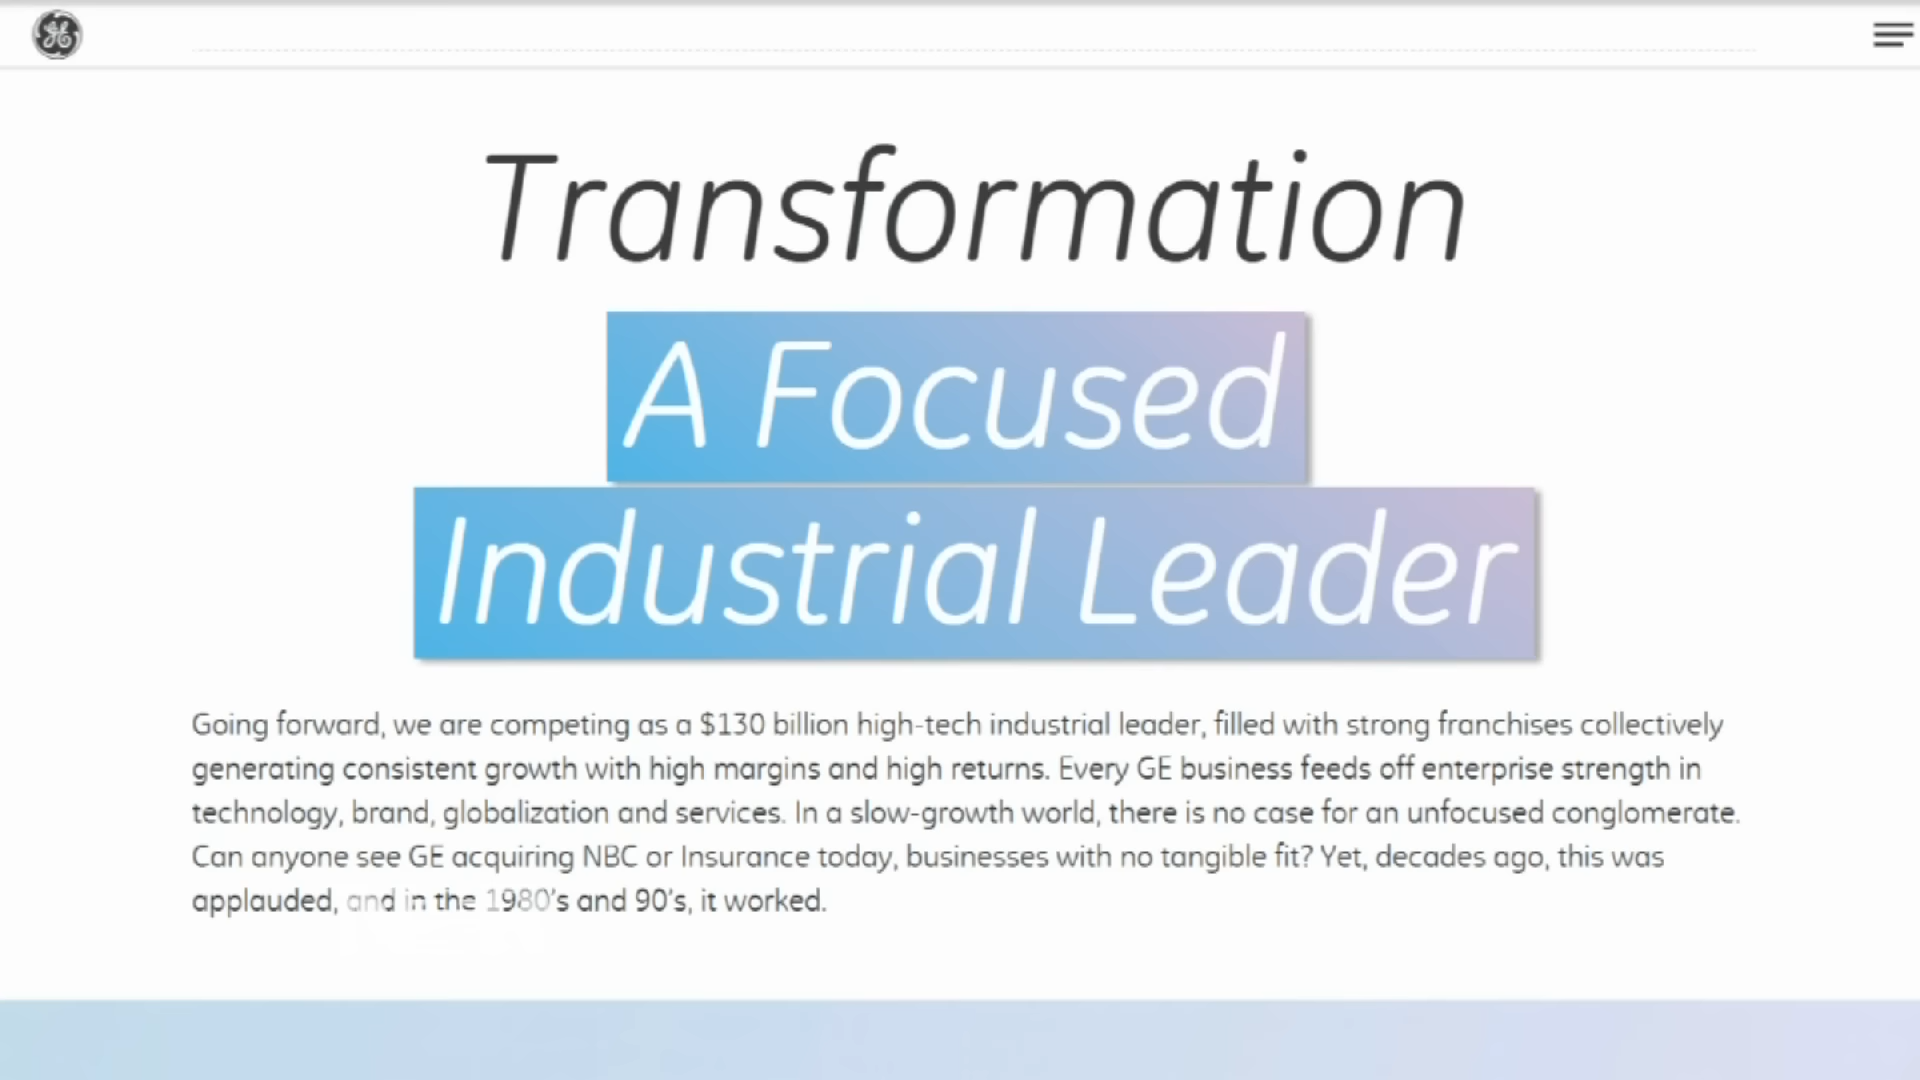 Transformation
A Focused
Industrial Leader
Going forward, we are competing as a $130 billion high-tech industrial leader, filled with strong franchises collectively
generating consistent growth with high margins and high returns. Every GE business feeds off enterprise strength in
technology, brand, globalization and services. In a slow-growth world, there is no case for an unfocused conglomerate.
Can anyone see GE acquiring NBC or Insurance today, businesses with no tangible fit? Yet, decades ago, this was
applauded, and in the 1980's and 90's, it worked.